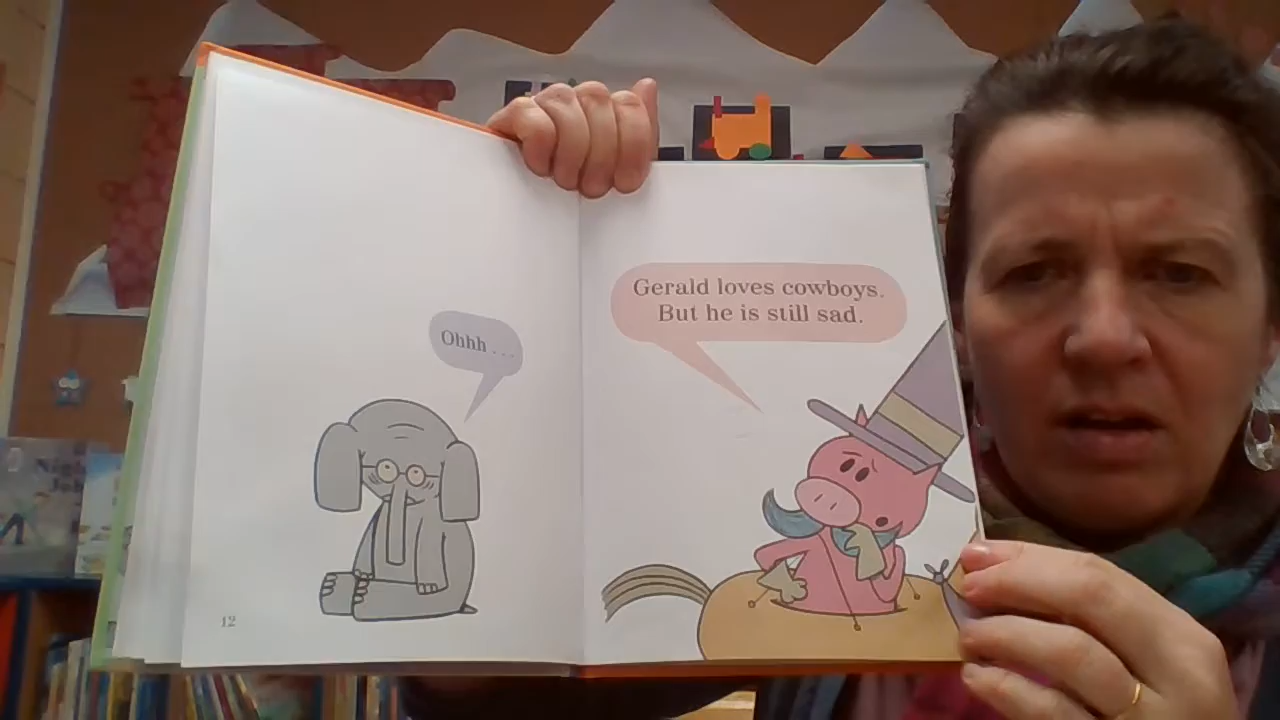 Ohhh . . .
Gerald loves cowboys.
But he is still sad.
12